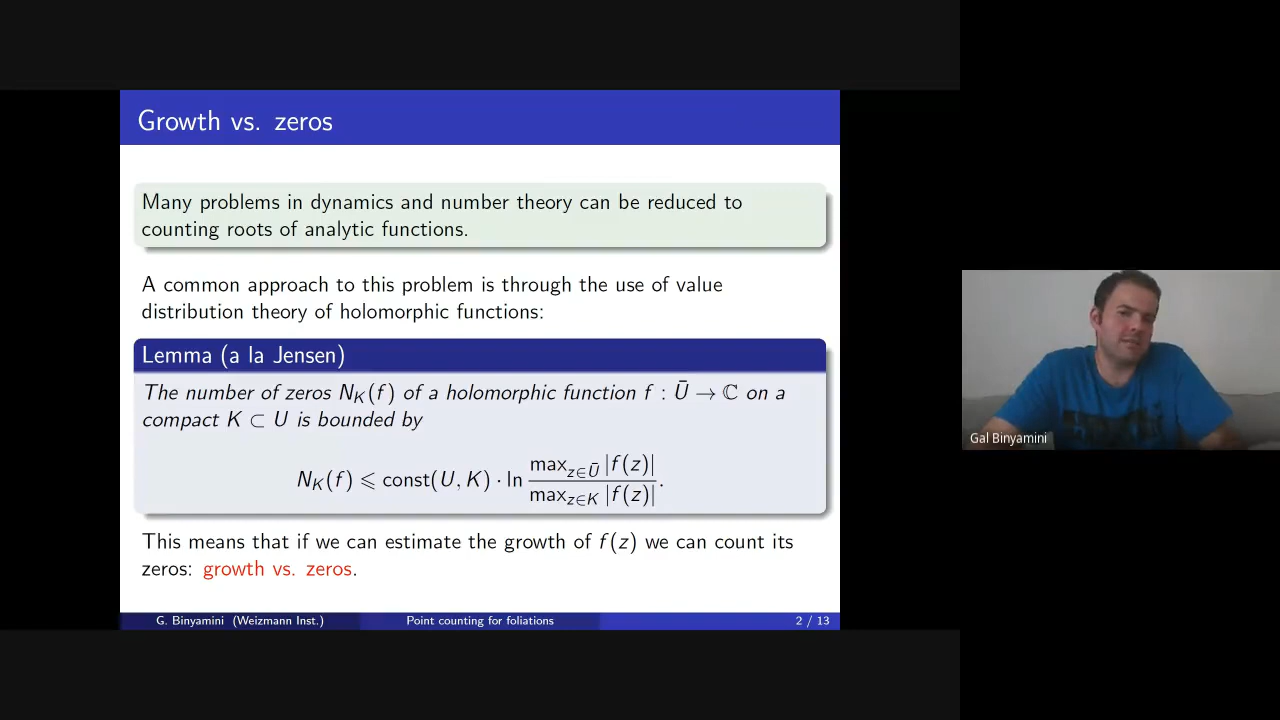 Growth vs. zeros
Many problems in dynamics and number theory can be reduced to
counting roots of analytic functions.
A common approach to this problem is through the use of value
distribution theory of holomorphic functions:
Lemma (a la Jensen)
The number of zeros N_K(f) of a holomorphic function f : Ū → ℂ on a
compact K ⊂ U is bounded by
N_K(f) ⩽ const(U, K) · ln max_{z∈Ū} |f(z)| / max_{z∈K} |f(z)| .
This means that if we can estimate the growth of f(z) we can count its
zeros: growth vs. zeros.
G. Binyamini (Weizmann Inst.) Point counting for foliations 2 / 13
Gal Binyamini